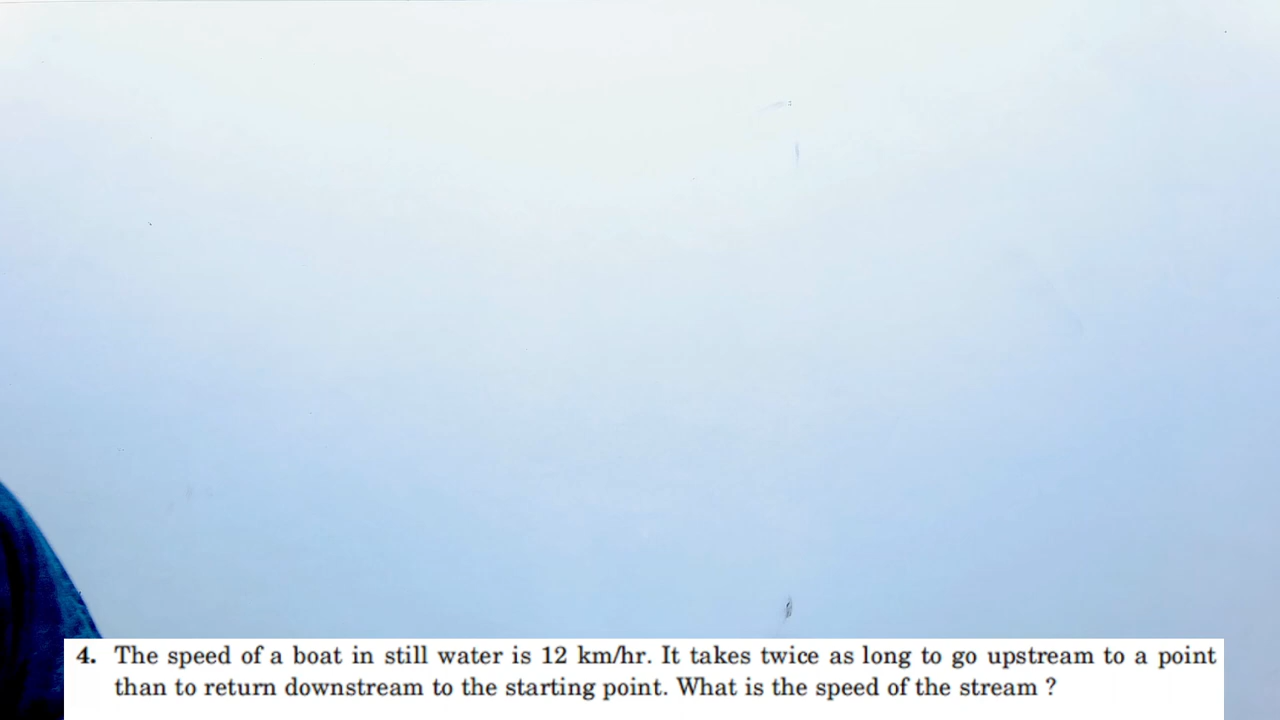 4. The speed of a boat in still water is 12 km/hr. It takes twice as long to go upstream to a point
than to return downstream to the starting point. What is the speed of the stream ?